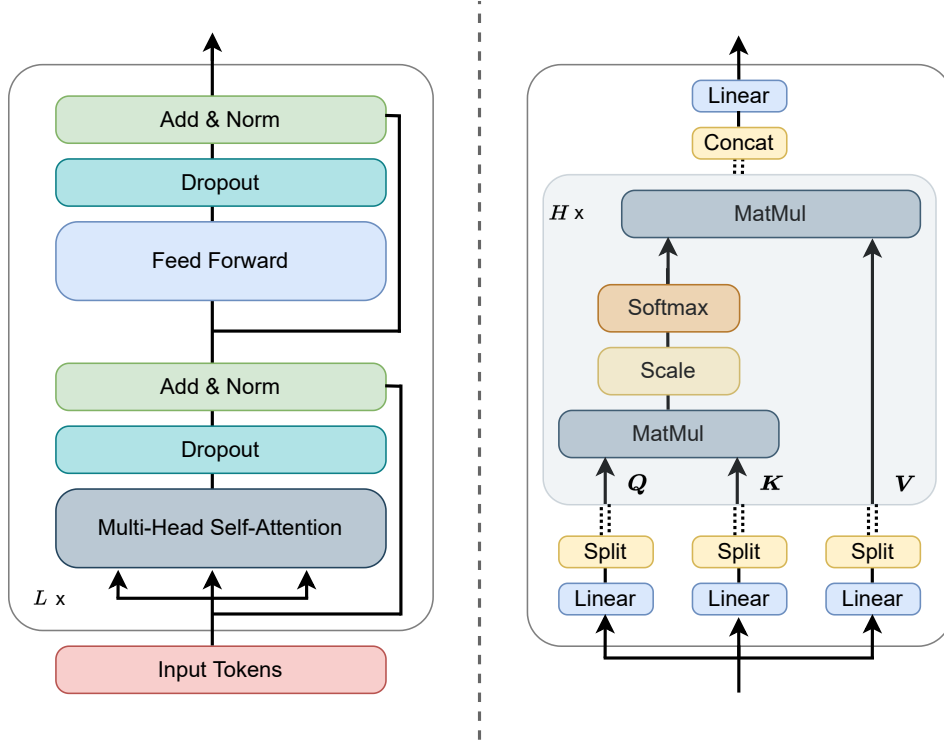 Add & Norm
Dropout
Feed Forward
Add & Norm
Dropout
Multi-Head Self-Attention
L x
Input Tokens
Linear
Concat
H x
MatMul
Softmax
Scale
MatMul
Q K V
Split Split Split
Linear Linear Linear